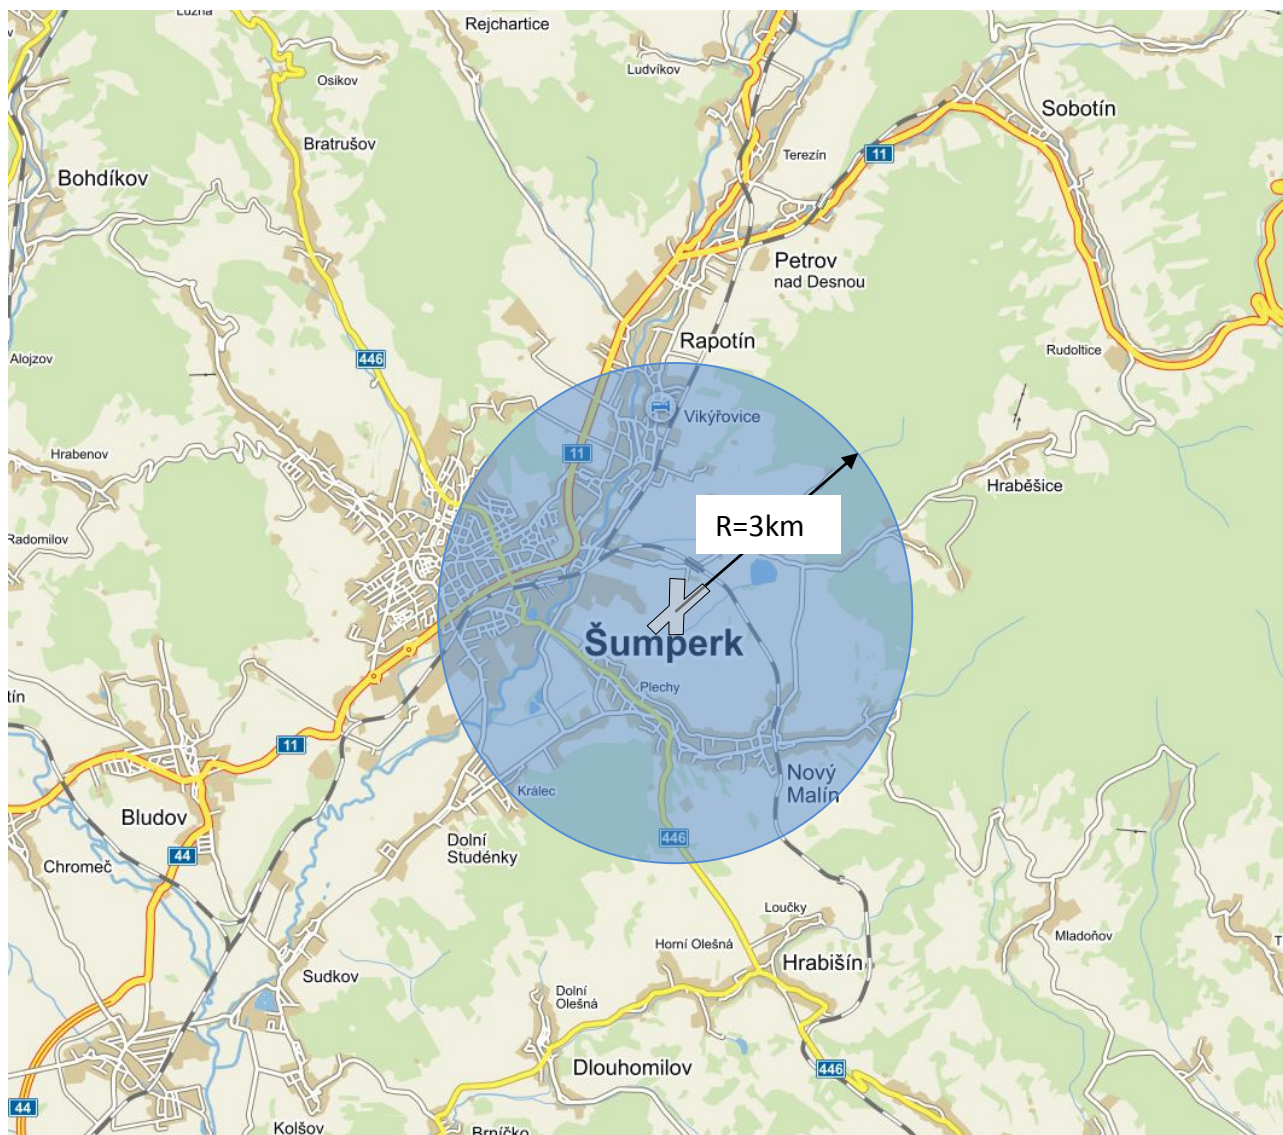 Rejchartice
Ludvíkov
Osikov
Sobotín
Bratrušov
Terezín
11
Bohdíkov
Petrov
nad Desnou
Rapotín
446
Alojzov
Rudoltice
Vikýřovice
Hrabenov
11
Hraběšice
R=3km
Radomilov
Šumperk
Plechy
tín
11
Nový
Malín
Králec
Bludov
446
Dolní
Studénky
44
Chromeč
Loučky
Mladoňov
Horní Olešná
T
Hrabišín
Sudkov
Dolní
Olešná
Dlouhomilov
446
44
Kolšov
Brníčko